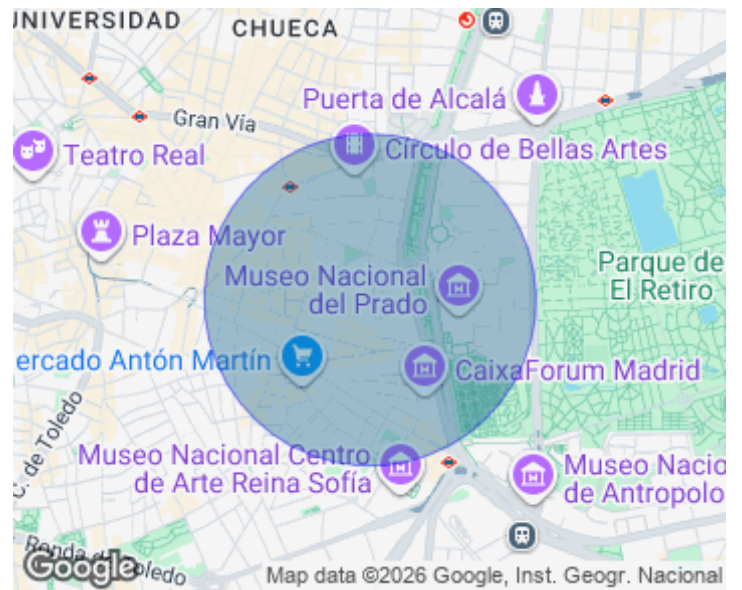 UNIVERSIDAD
CHUECA
Puerta de Alcalá
Gran Vía
Círculo de Bellas Artes
Teatro Real
Plaza Mayor
Parque de
El Retiro
Museo Nacional
del Prado
ercado Antón Martín
CaixaForum Madrid
C. de Toledo
Museo Nacional Centro
de Arte Reina Sofía
Museo Nacio
de Antropolo
Ronda de Toledo
Google
Map data ©2026 Google, Inst. Geogr. Nacional